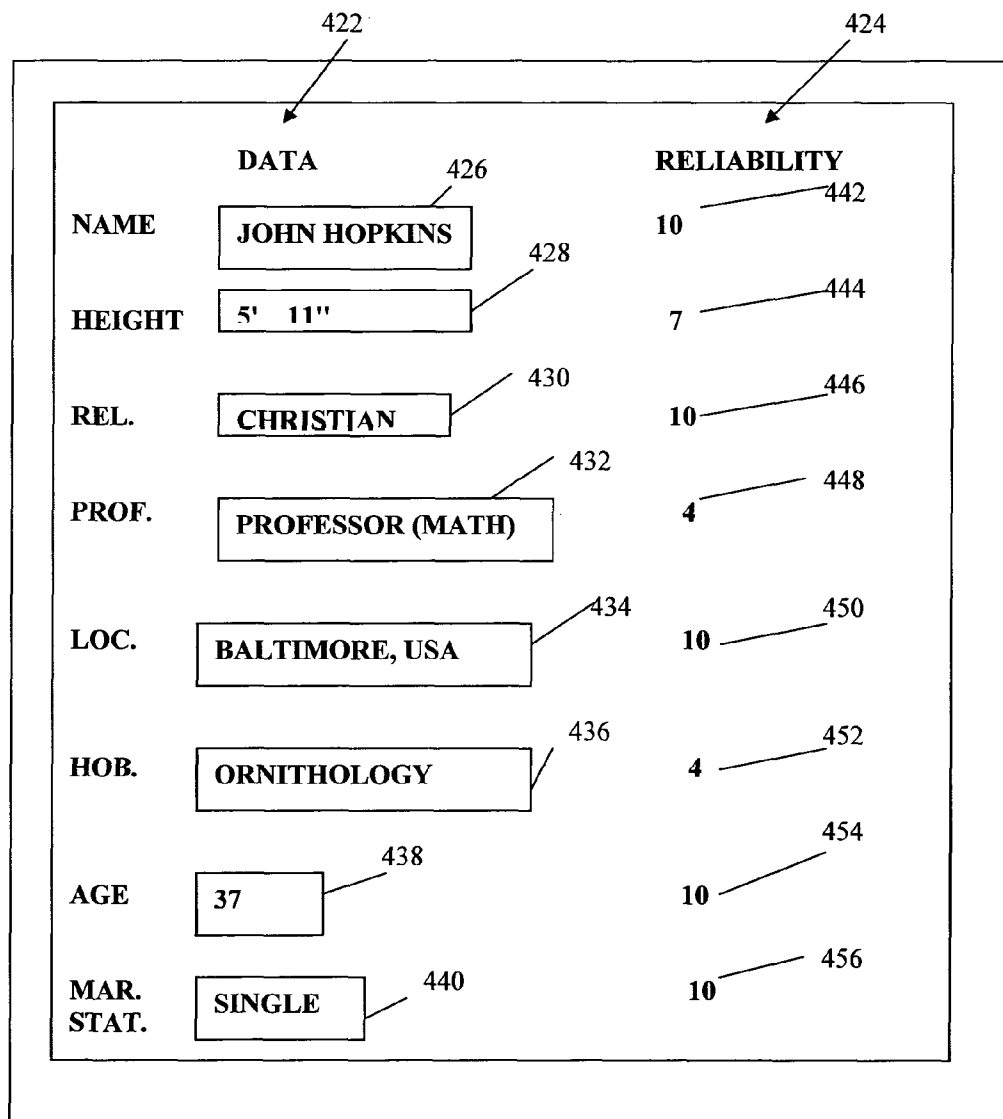 422 424
DATA RELIABILITY
426
442
NAME JOHN HOPKINS 10
428
444
HEIGHT 5' 11" 7
430
446
REL. CHRISTIAN 10
432
448
PROF. PROFESSOR (MATH) 4
434
450
LOC. BALTIMORE, USA 10
436
452
HOB. ORNITHOLOGY 4
454
438
AGE 37 10
456
440
MAR. SINGLE 10
STAT.